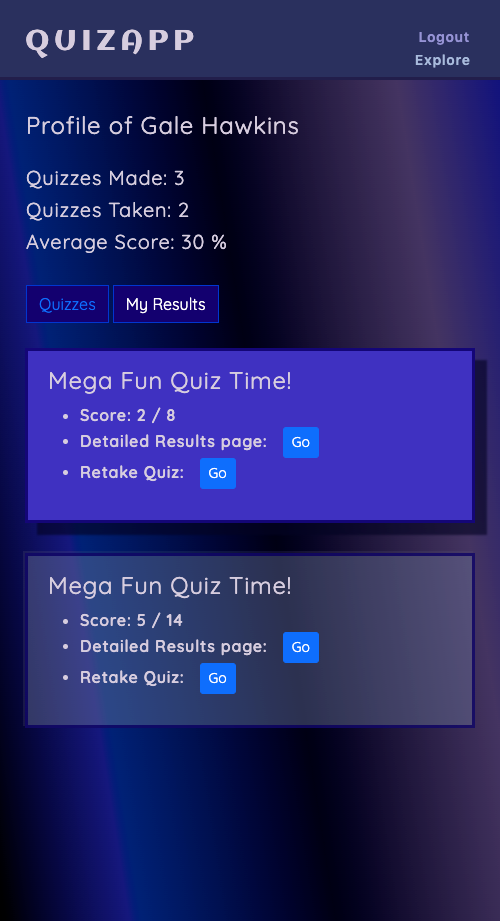 QUIZAPP
Logout
Explore
Profile of Gale Hawkins
Quizzes Made: 3
Quizzes Taken: 2
Average Score: 30 %
Quizzes My Results
Mega Fun Quiz Time!
• Score: 2 / 8
• Detailed Results page: Go
• Retake Quiz: Go
Mega Fun Quiz Time!
• Score: 5 / 14
• Detailed Results page: Go
• Retake Quiz: Go